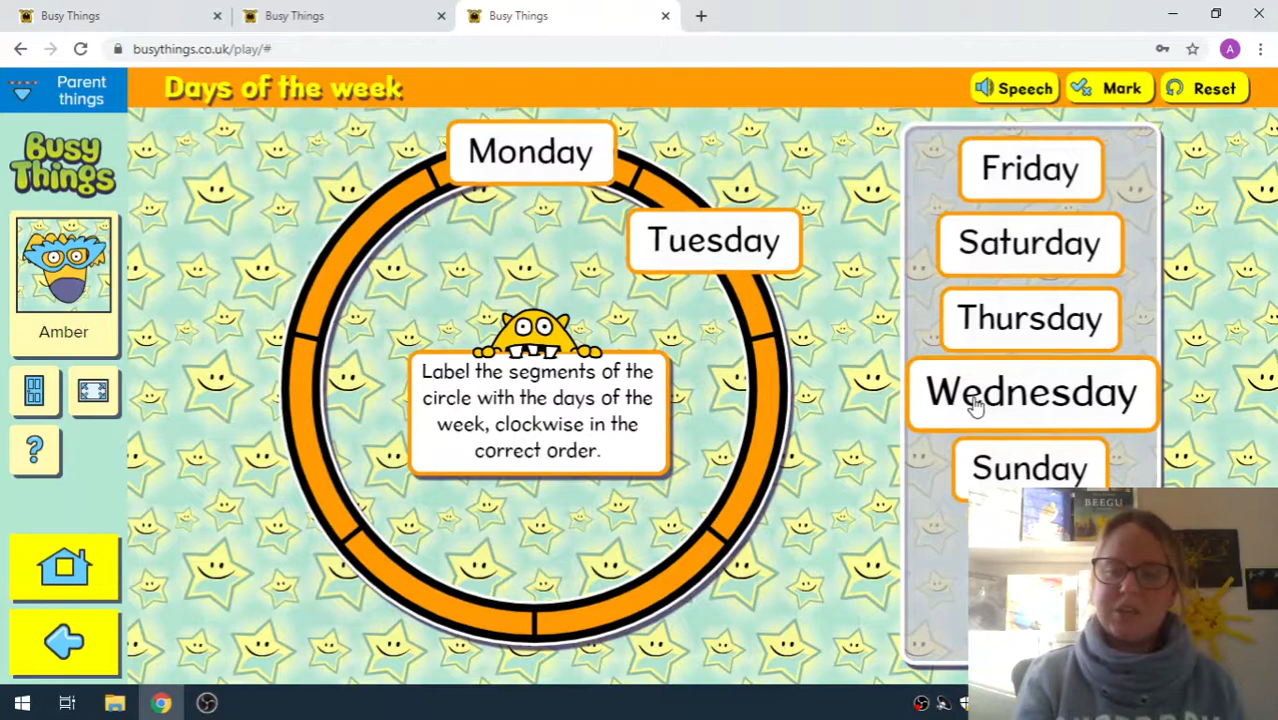 Busy Things
Busy Things
Busy Things
busythings.co.uk/play/#
A
Parent
things
Days of the week
Speech
Mark
Reset
Busy
Things
Amber
?
Monday
Tuesday
Label the segments of the
circle with the days of the
week, clockwise in the
correct order.
Friday
Saturday
Thursday
Wednesday
Sunday
BEEGU